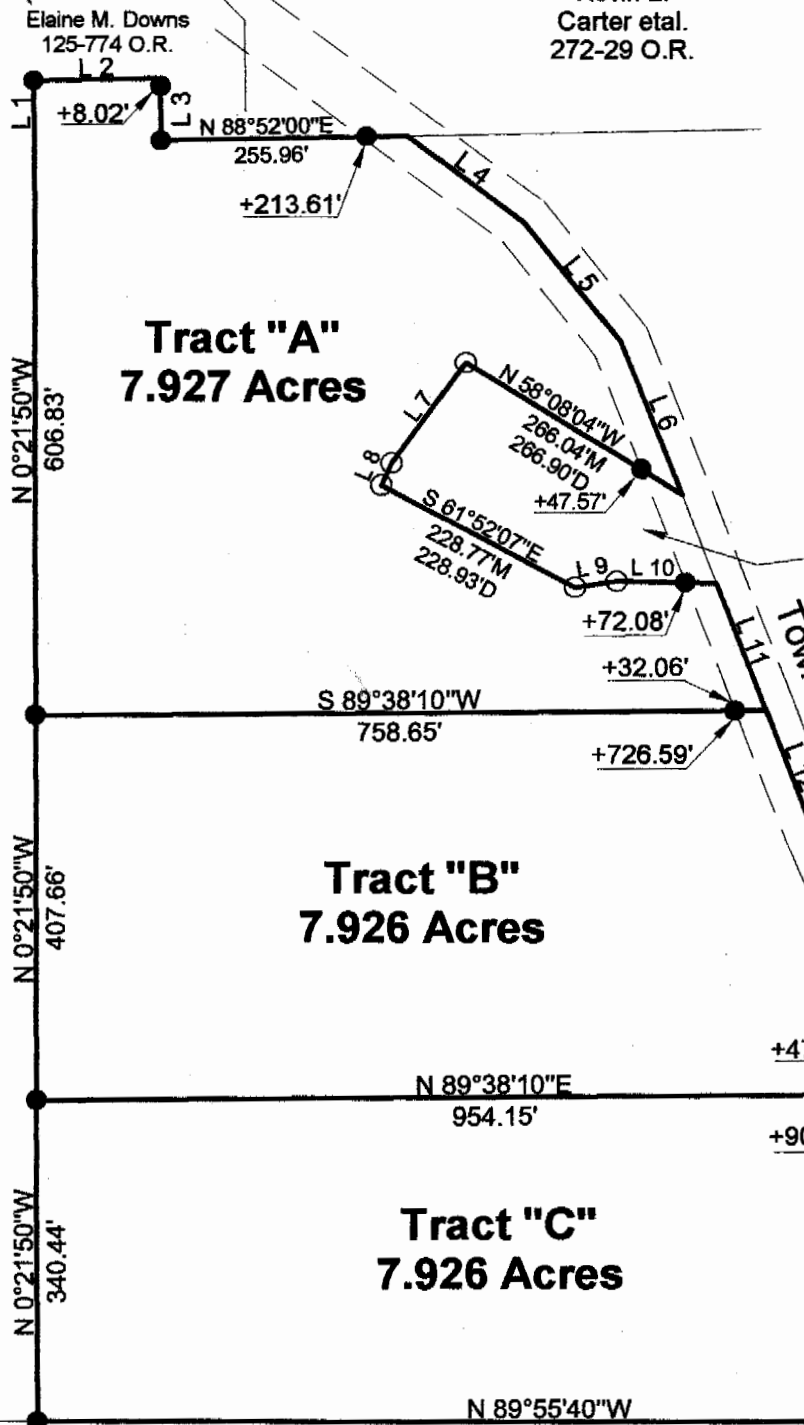 Elaine M. Downs
125-774 O.R.
Carter etal.
272-29 O.R.
L 1
L 2
+8.02'
L 3
N 88°52'00"E
255.96'
+213.61'
L 4
L 5
L 6
Tract "A"
7.927 Acres
N 0°21'50"W
606.83'
L 7
L 8
N 58°08'04"W
266.04'M
266.90'D
+47.57'
S 61°52'07"E
228.77'M
228.93'D
L 9
L 10
+72.08'
L 11
+32.06'
S 89°38'10"W
758.65'
+726.59'
L 12
Tract "B"
7.926 Acres
N 0°21'50"W
407.66'
N 89°38'10"E
954.15'
Tract "C"
7.926 Acres
N 0°21'50"W
340.44'
N 89°55'40"W